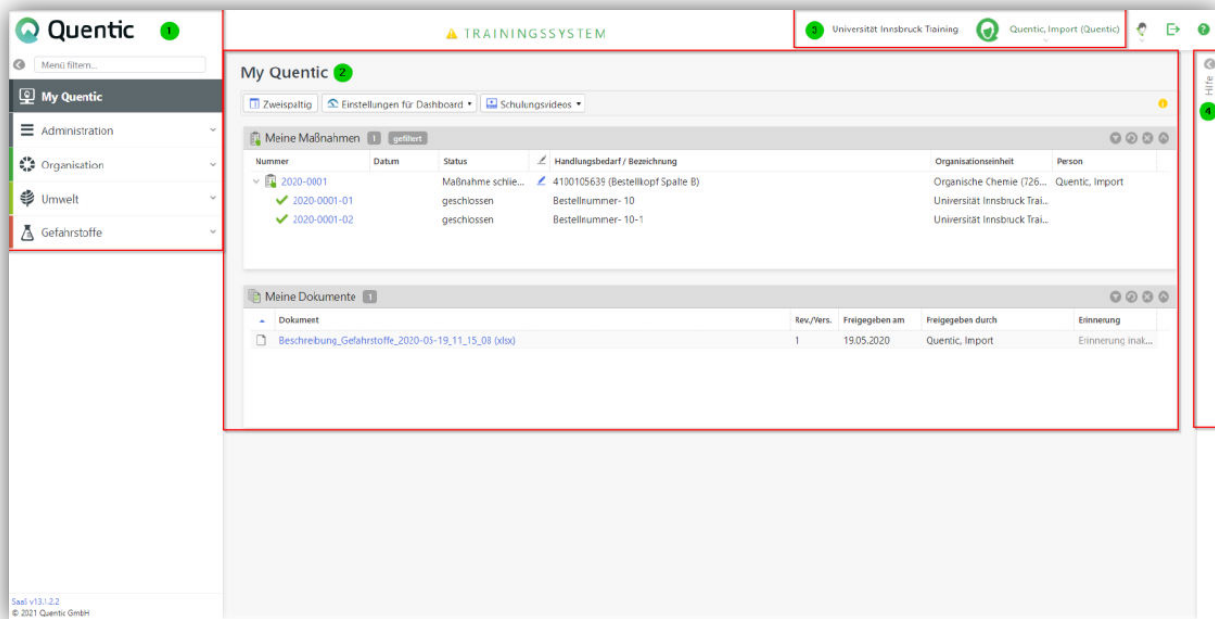 Quentic 1
TRAININGSSYSTEM
3 Universität Innsbruck Training Quentic, Import (Quentic)
Menü filtern...
My Quentic
Administration
Organisation
Umwelt
Gefahrstoffe
My Quentic 2
Zweispaltig Einstellungen für Dashboard Schulungsvideos
Hilfe
4
Meine Maßnahmen 1 gefiltert
Nummer Datum Status Handlungsbedarf / Bezeichnung Organisationseinheit Person
2020-0001 Maßnahme schlie... 4100105639 (Bestellkopf Spalte B) Organische Chemie (726... Quentic, Import
2020-0001-01 geschlossen Bestellnummer- 10 Universität Innsbruck Trai...
2020-0001-02 geschlossen Bestellnummer- 10-1 Universität Innsbruck Trai...
Meine Dokumente 1
Dokument Rev./Vers. Freigegeben am Freigegeben durch Erinnerung
Beschreibung_Gefahrstoffe_2020-05-19_11_15_08 (xlsx) 1 19.05.2020 Quentic, Import Erinnerung inak...
SaaS v13.1.2.2
© 2021 Quentic GmbH